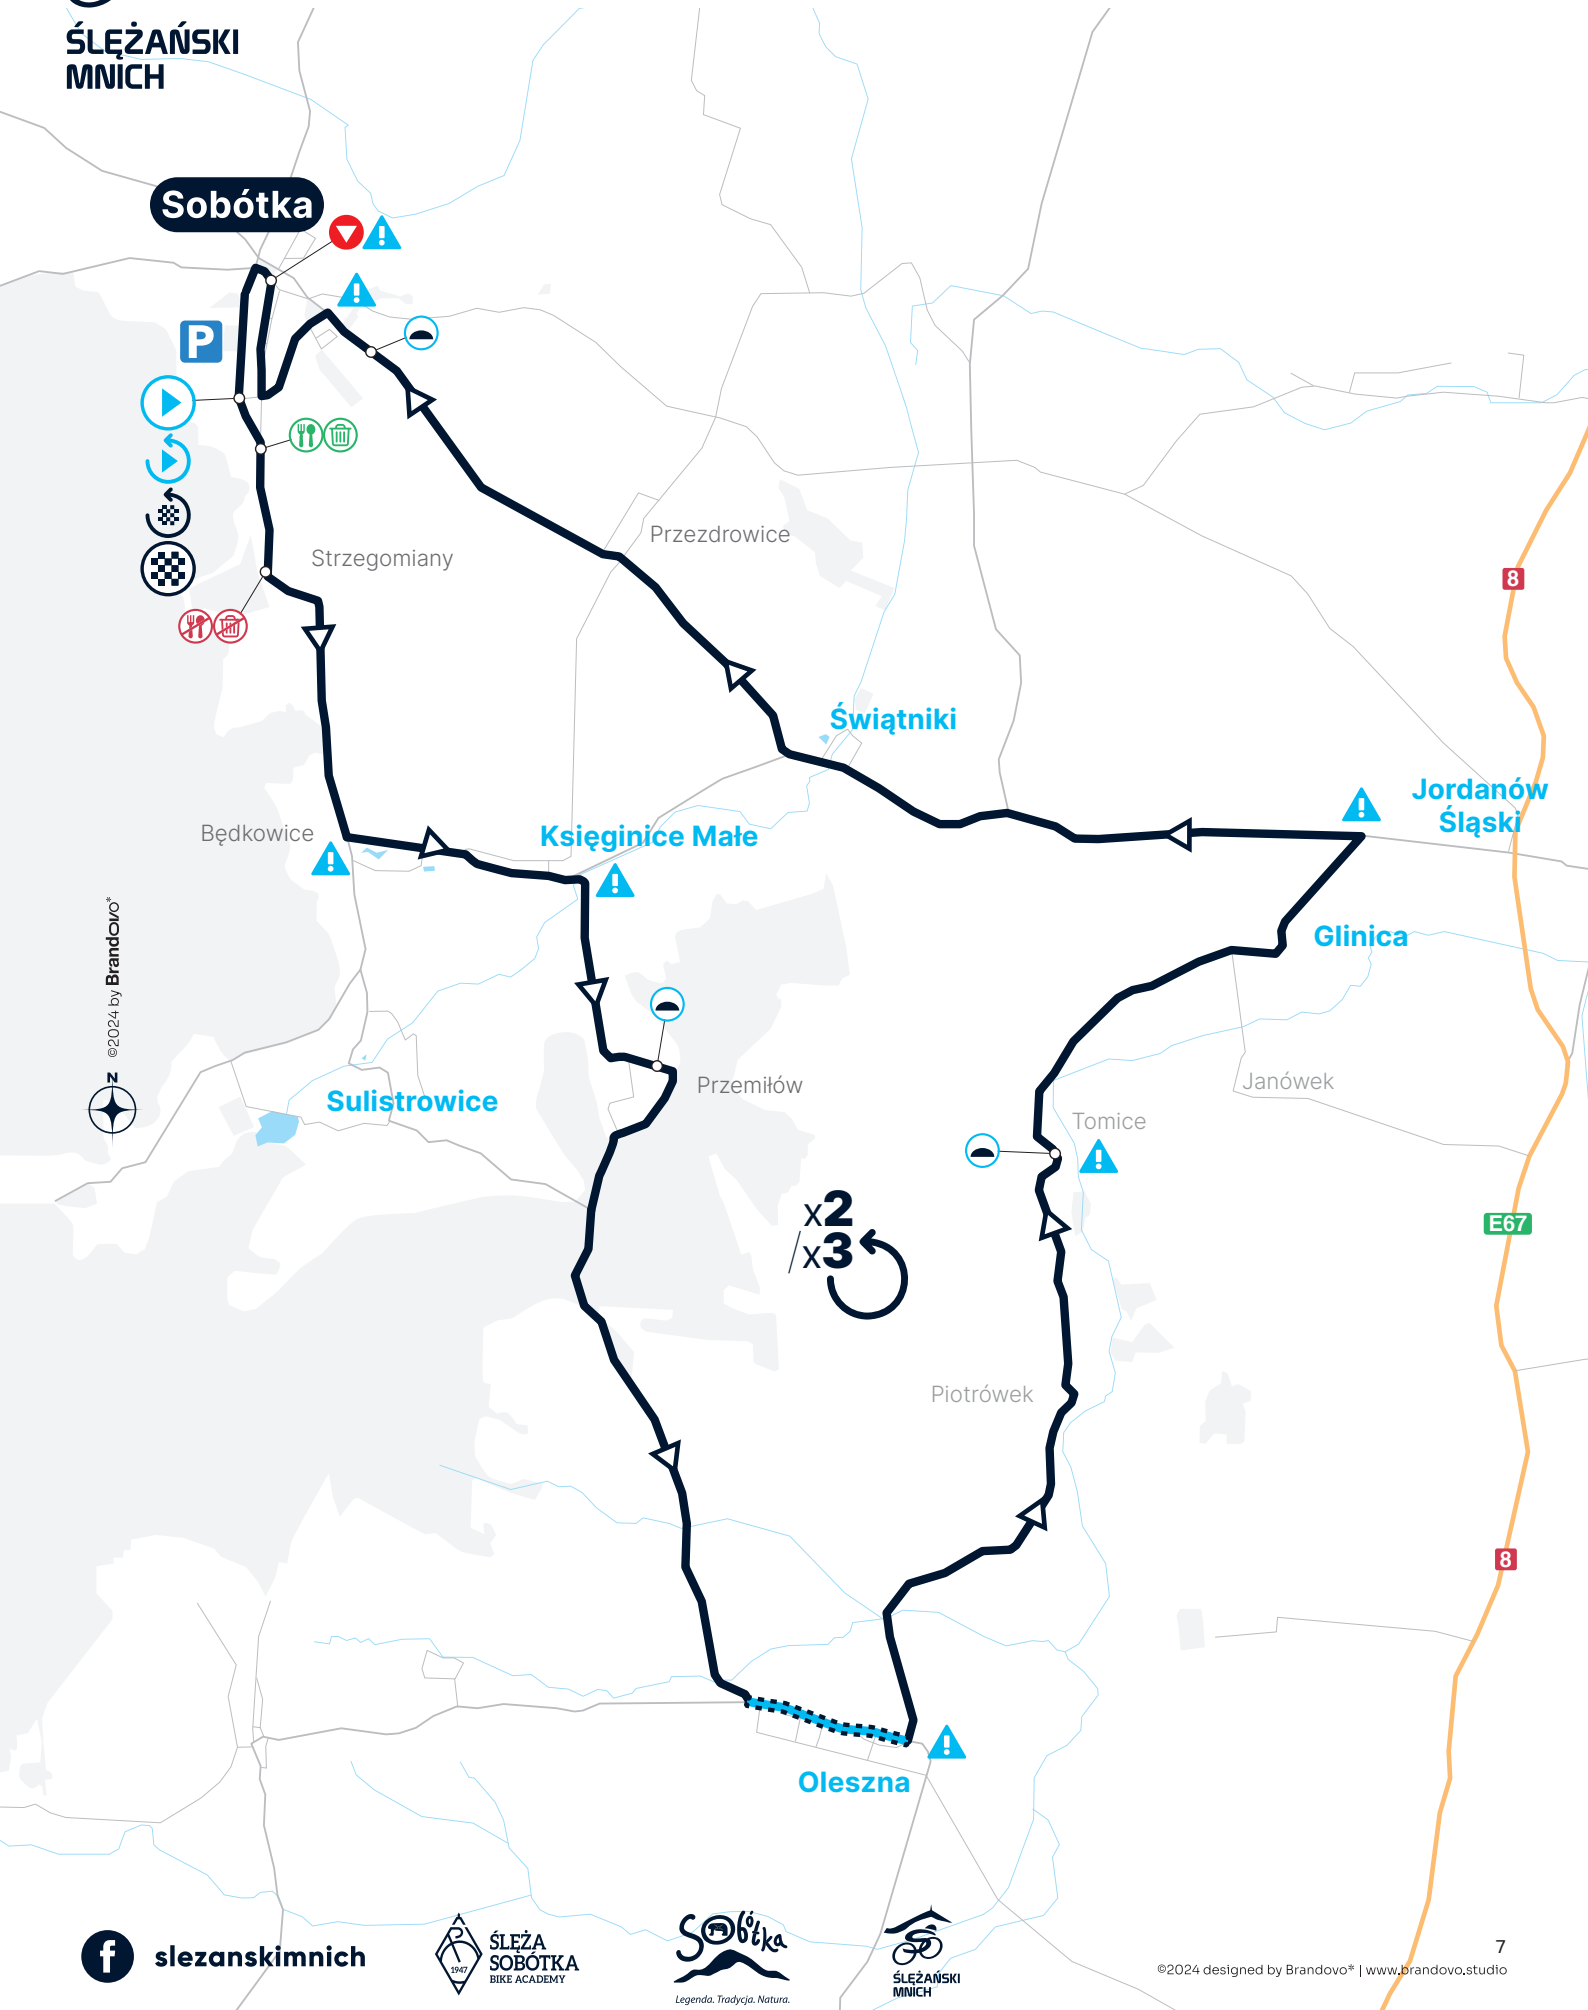 ŚLĘŻAŃSKI
MNICH
Sobótka
P
Przezdrowice
Strzegomiany
8
Świątniki
Jordanów
Śląski
Będkowice
Księginice Małe
Glinica
©2024 by Brandovo*
N
Sulistrowice
Przemiłów
Janówek
Tomice
x2
/x3
E67
Piotrówek
8
Oleszna
f slezanskimnich
1947
ŚLĘŻA
SOBÓTKA
BIKE ACADEMY
Sobótka
Legenda. Tradycja. Natura.
ŚLĘŻAŃSKI
MNICH
7
©2024 designed by Brandovo* | www.brandovo.studio